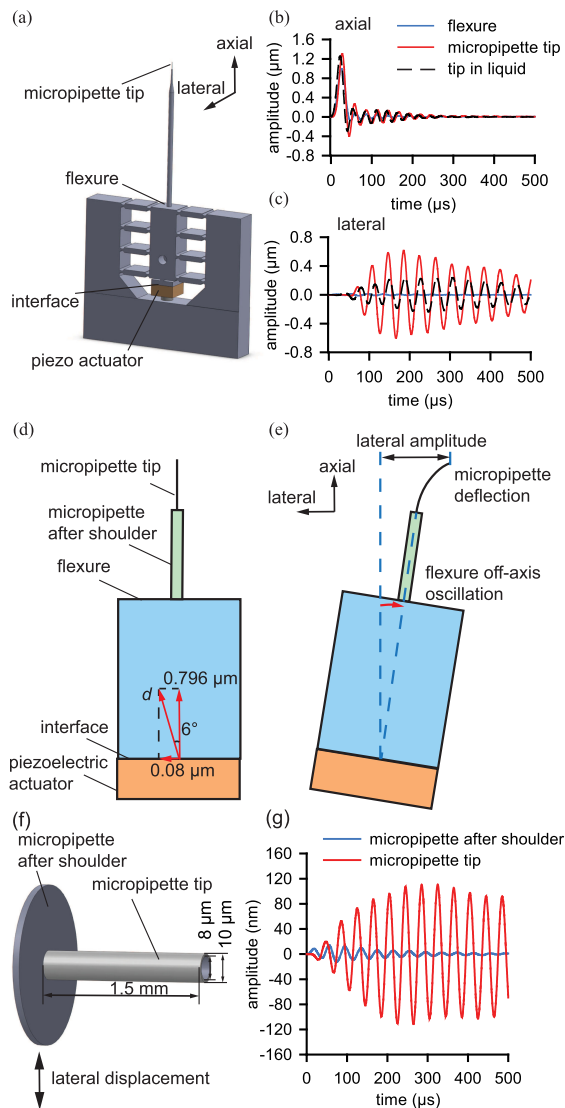 (a)
axial
micropipette tip
lateral
flexure
interface
piezo actuator
(b)
axial
flexure
micropipette tip
tip in liquid
amplitude (μm)
1.6
1.2
0.8
0.4
0.0
-0.4
-0.8
0 100 200 300 400 500
time (μs)
(c)
lateral
amplitude (μm)
0.8
0.4
0.0
-0.4
-0.8
0 100 200 300 400 500
time (μs)
(d)
micropipette tip
micropipette
after shoulder
flexure
0.796 μm
d
6°
interface
0.08 μm
piezoelectric
actuator
(e)
lateral amplitude
axial
lateral
micropipette
deflection
flexure off-axis
oscillation
(f)
micropipette
after shoulder
micropipette tip
8 μm
10 μm
1.5 mm
lateral displacement
(g)
micropipette after shoulder
micropipette tip
amplitude (nm)
160
120
80
40
0
-40
-80
-120
-160
0 100 200 300 400 500
time (μs)